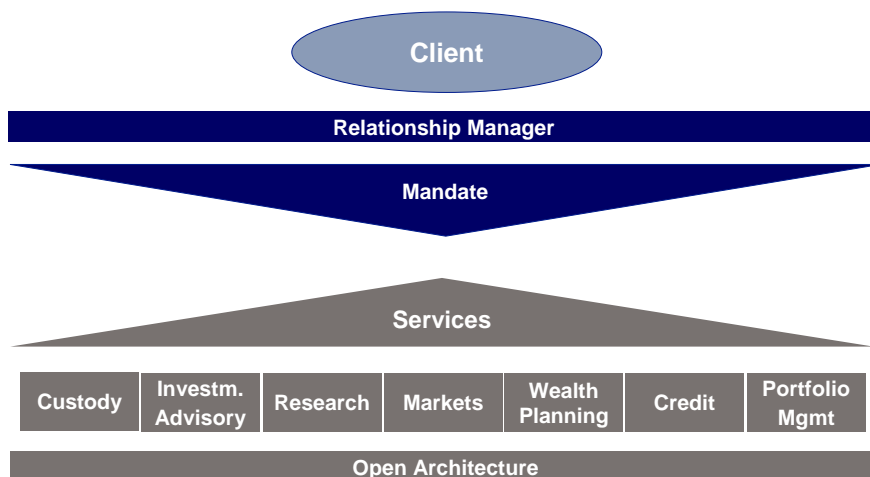 Client
Relationship Manager
Mandate
Services
Custody
Investm.
Advisory
Research
Markets
Wealth
Planning
Credit
Portfolio
Mgmt
Open Architecture